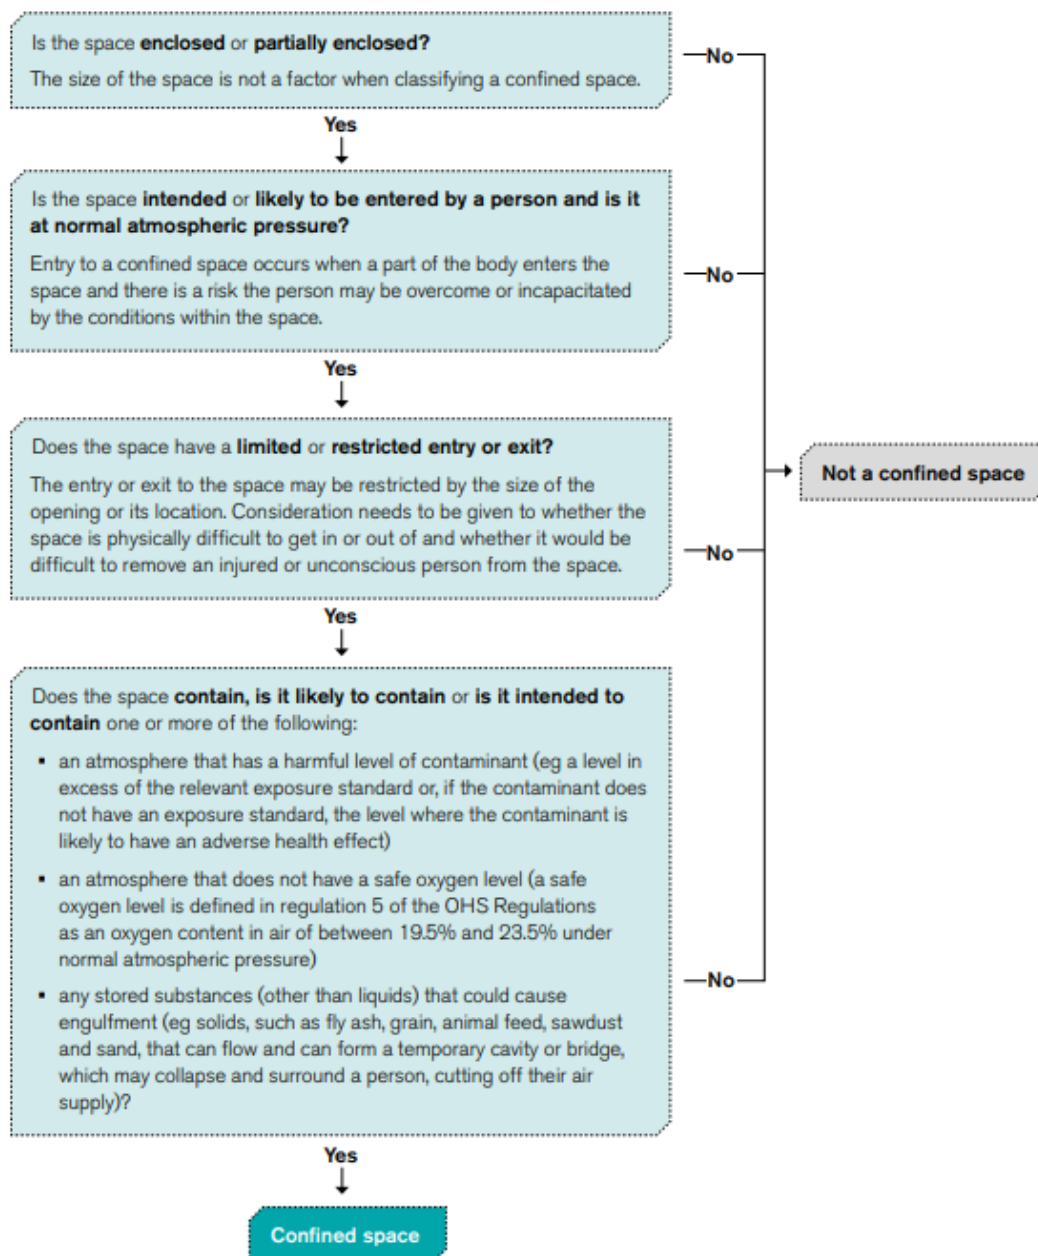 Is the space enclosed or partially enclosed?
The size of the space is not a factor when classifying a confined space.
No
Yes
Is the space intended or likely to be entered by a person and is it
at normal atmospheric pressure?
Entry to a confined space occurs when a part of the body enters the
space and there is a risk the person may be overcome or incapacitated
by the conditions within the space.
No
Yes
Does the space have a limited or restricted entry or exit?
The entry or exit to the space may be restricted by the size of the
opening or its location. Consideration needs to be given to whether the
space is physically difficult to get in or out of and whether it would be
difficult to remove an injured or unconscious person from the space.
No
Not a confined space
Yes
Does the space contain, is it likely to contain or is it intended to
contain one or more of the following:
▪ an atmosphere that has a harmful level of contaminant (eg a level in
excess of the relevant exposure standard or, if the contaminant does
not have an exposure standard, the level where the contaminant is
likely to have an adverse health effect)
▪ an atmosphere that does not have a safe oxygen level (a safe
oxygen level is defined in regulation 5 of the OHS Regulations
as an oxygen content in air of between 19.5% and 23.5% under
normal atmospheric pressure)
▪ any stored substances (other than liquids) that could cause
engulfment (eg solids, such as fly ash, grain, animal feed, sawdust
and sand, that can flow and can form a temporary cavity or bridge,
which may collapse and surround a person, cutting off their air
supply)?
No
Yes
Confined space